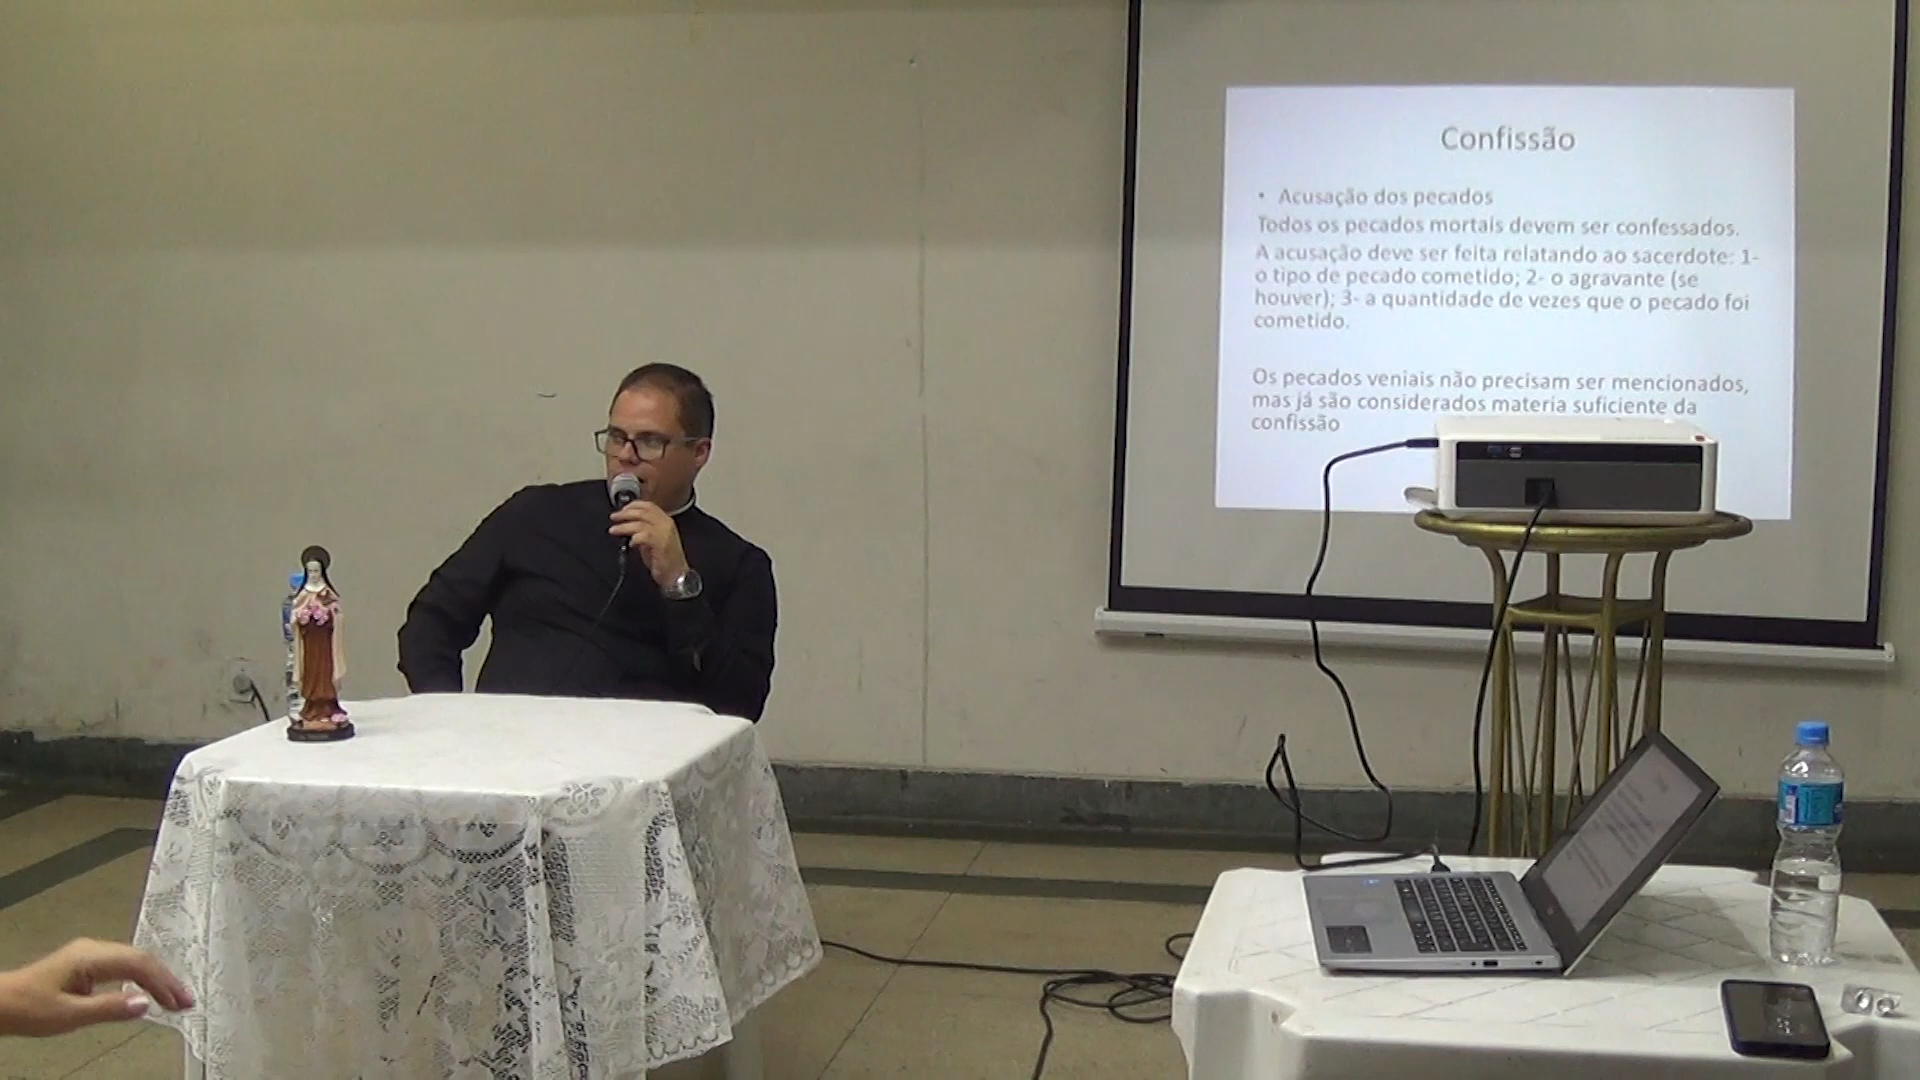 Confissão
• Acusação dos pecados
Todos os pecados mortais devem ser confessados.
A acusação deve ser feita relatando ao sacerdote: 1-
o tipo de pecado cometido; 2- o agravante (se
houver); 3- a quantidade de vezes que o pecado foi
cometido.
Os pecados veniais não precisam ser mencionados,
mas já são considerados materia suficiente da
confissão